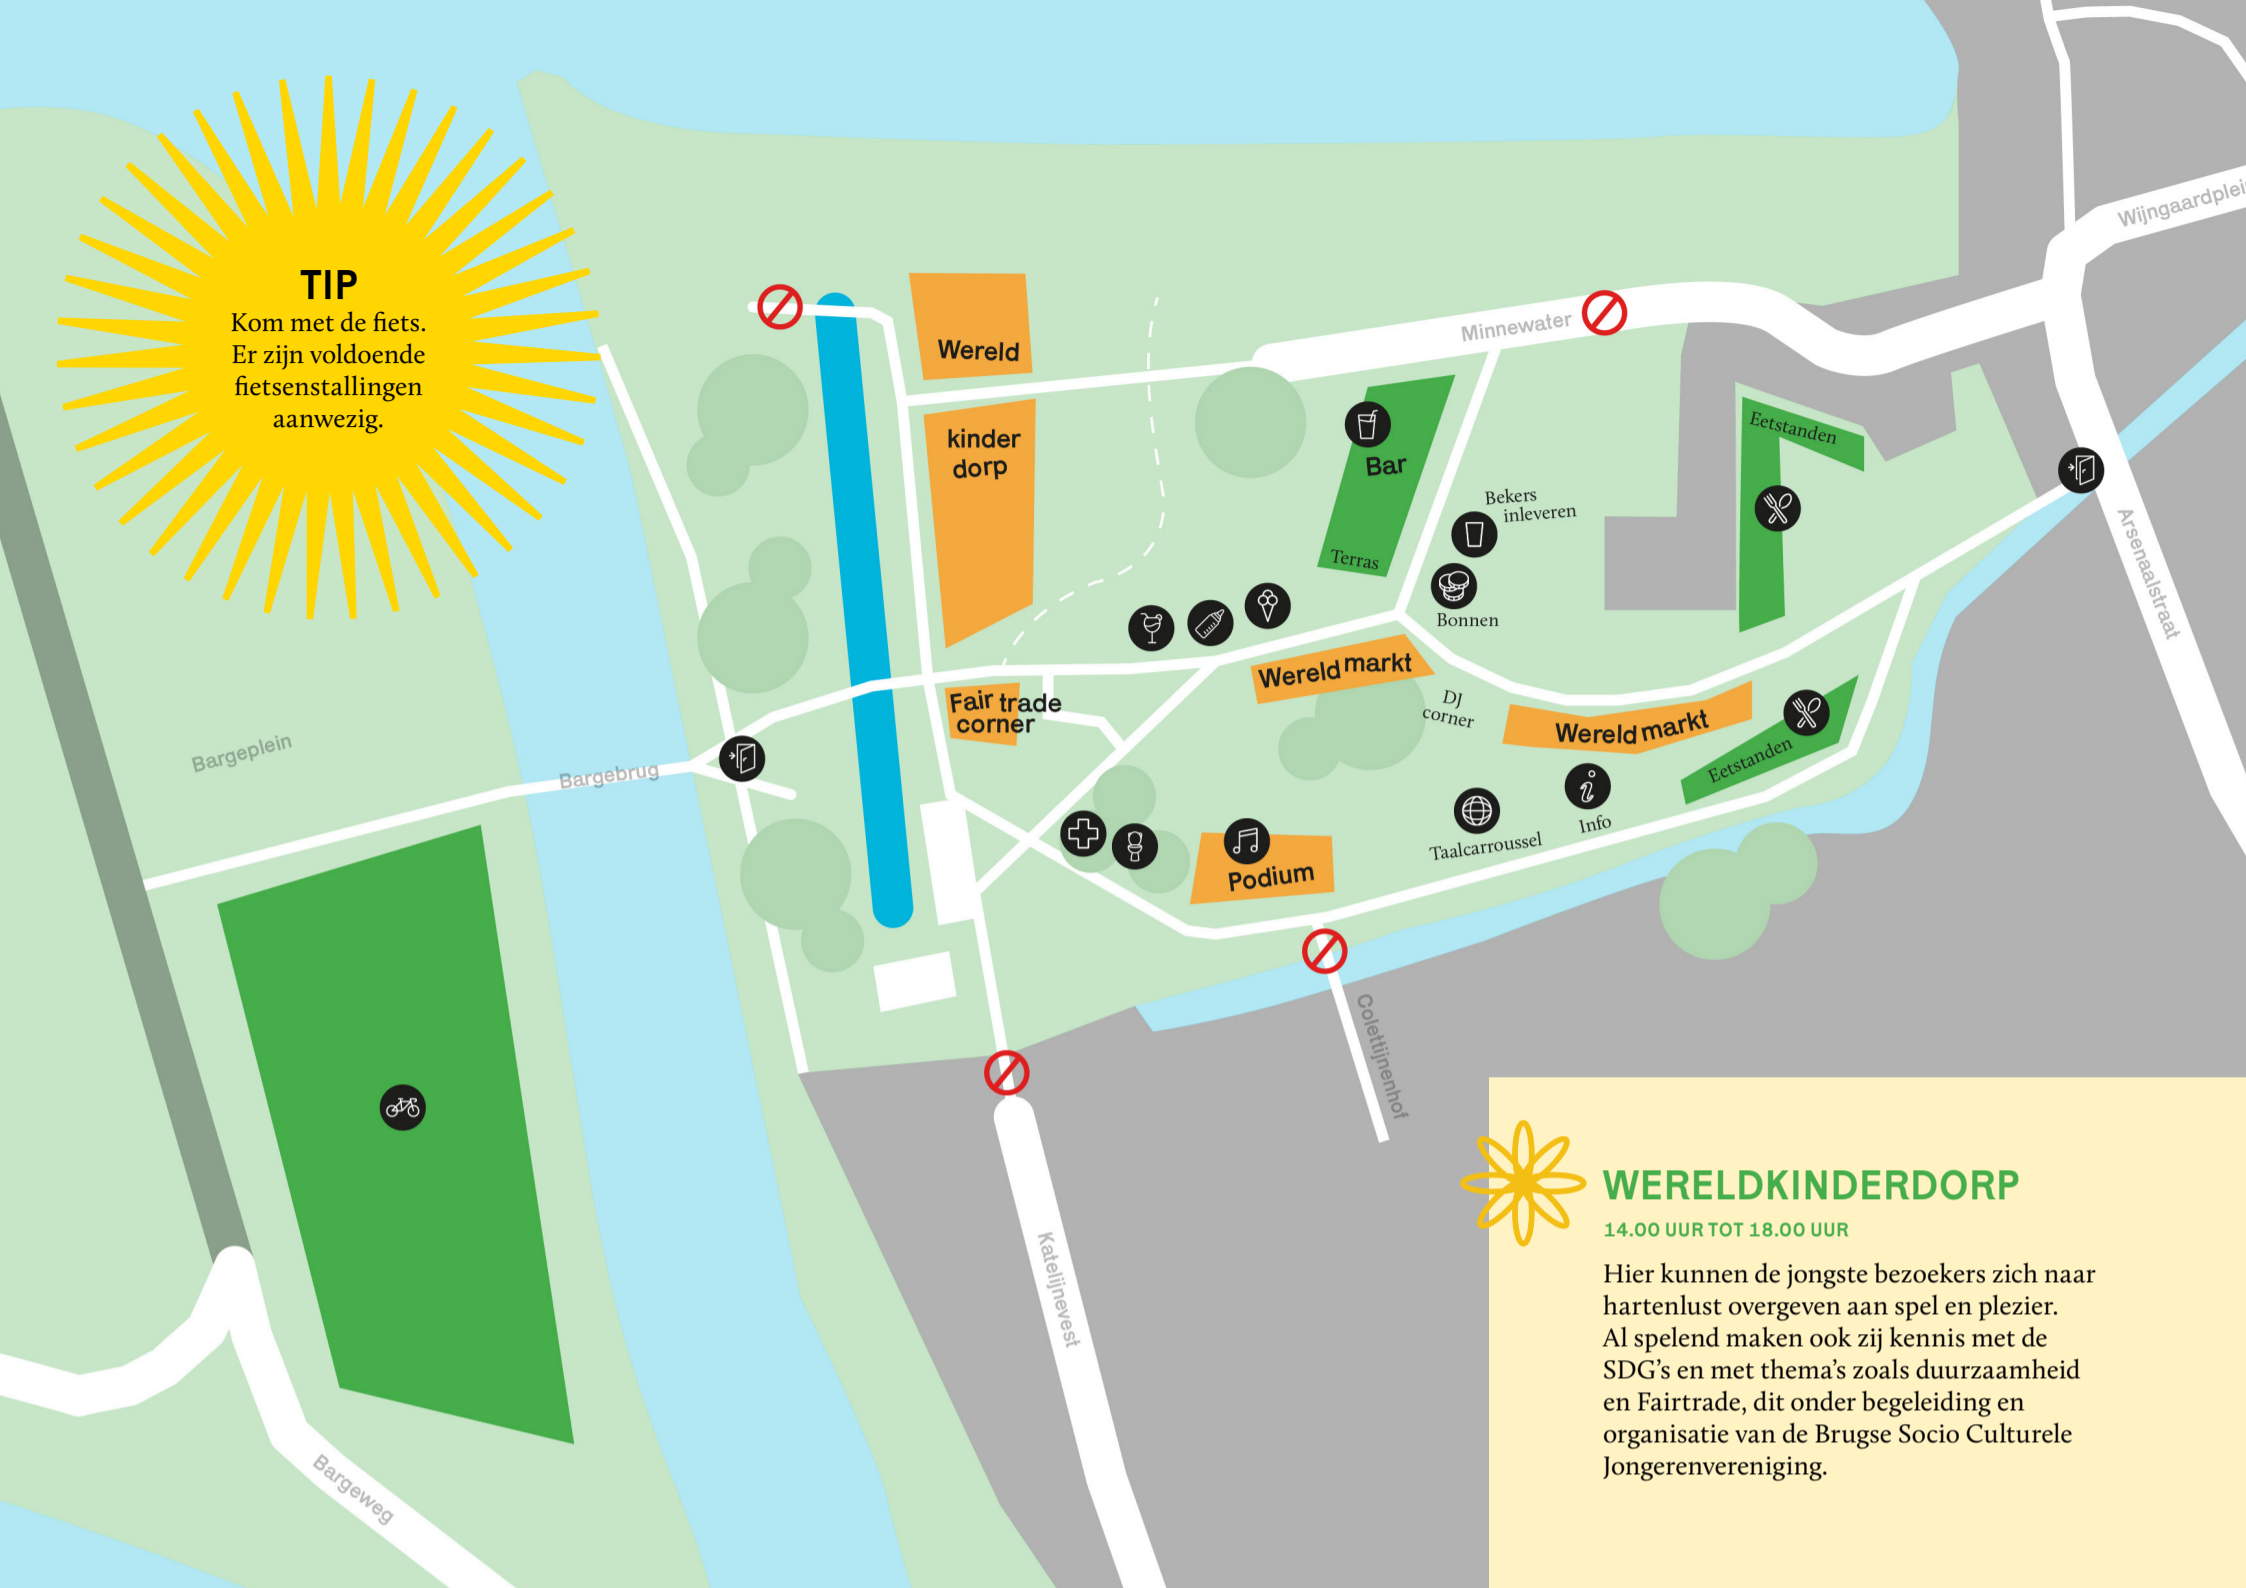 TIP
Kom met de fiets.
Er zijn voldoende
fietsenstallingen
aanwezig.
Wijngaardplei
Minnewater
Wereld
kinder
dorp
Bar
Terras
Eetstanden
Bekers
inleveren
Bonnen
Arsenaalstraat
Wereld markt
Fair trade
corner
DJ
corner
Wereld markt
Eetstanden
Bargeplein
Bargebrug
Info
Taalcarroussel
Podium
Colettijnenhof
Katelijnevest
Bargeweg
WERELDKINDERDORP
14.00 UUR TOT 18.00 UUR
Hier kunnen de jongste bezoekers zich naar
hartenlust overgeven aan spel en plezier.
Al spelend maken ook zij kennis met de
SDG’s en met thema’s zoals duurzaamheid
en Fairtrade, dit onder begeleiding en
organisatie van de Brugse Socio Culturele
Jongerenvereniging.